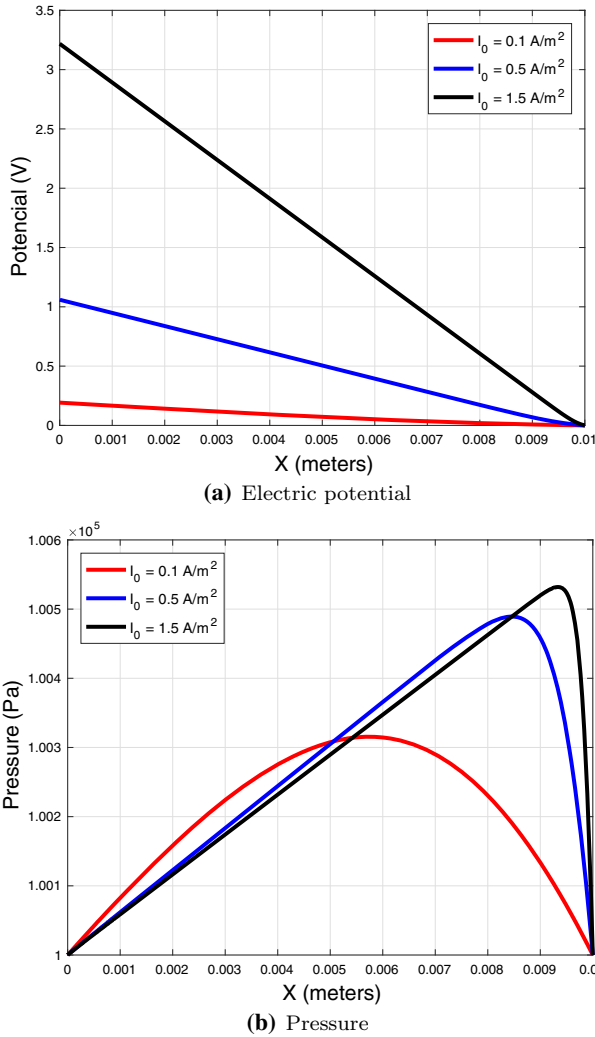 3.5
3
2.5
2
1.5
1
0.5
0
Potencial (V)
I0 = 0.1 A/m2
I0 = 0.5 A/m2
I0 = 1.5 A/m2
0 0.001 0.002 0.003 0.004 0.005 0.006 0.007 0.008 0.009 0.01
X (meters)
(a) Electric potential
×10^5
1.006
1.005
1.004
1.003
1.002
1.001
1
Pressure (Pa)
I0 = 0.1 A/m2
I0 = 0.5 A/m2
I0 = 1.5 A/m2
0 0.001 0.002 0.003 0.004 0.005 0.006 0.007 0.008 0.009 0.0
X (meters)
(b) Pressure